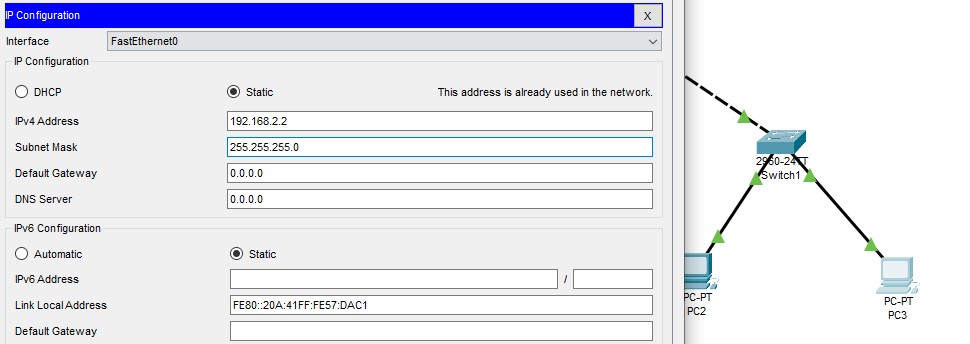 IP Configuration X
Interface FastEthernet0
IP Configuration
DHCP Static This address is already used in the network.
IPv4 Address 192.168.2.2
Subnet Mask 255.255.255.0
Default Gateway 0.0.0.0
DNS Server 0.0.0.0
IPv6 Configuration
Automatic Static
IPv6 Address /
Link Local Address FE80::20A:41FF:FE57:DAC1
Default Gateway
2960-24TT
Switch1
PC-PT
PC2
PC-PT
PC3